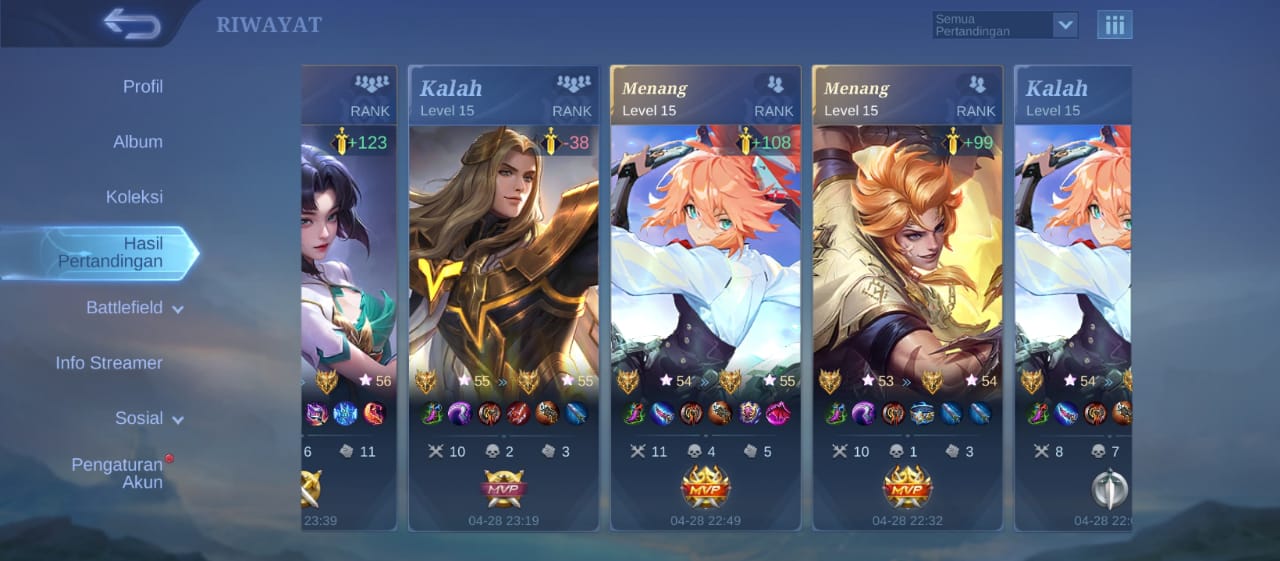 RIWAYAT
Semua
Pertandingan
Profil
Album
Koleksi
Hasil
Pertandingan
Battlefield
Info Streamer
Sosial
Pengaturan
Akun
RANK
+123
56
6 11
23:39
Kalah
Level 15
RANK
-38
55 » 55
10 2 3
MVP
04-28 23:19
Menang
Level 15
RANK
+108
54 » 55
11 4 5
MVP
04-28 22:49
Menang
Level 15
RANK
+99
53 » 54
10 1 3
MVP
04-28 22:32
Kalah
Level 15
54 »
8 7
04-28 22: